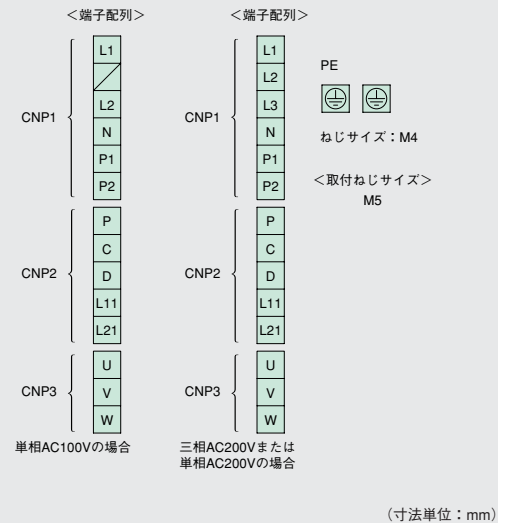 ＜端子配列＞
CNP1
L1
L2
N
P1
P2
CNP2
P
C
D
L11
L21
CNP3
U
V
W
単相AC100Vの場合
＜端子配列＞
CNP1
L1
L2
L3
N
P1
P2
CNP2
P
C
D
L11
L21
CNP3
U
V
W
三相AC200Vまたは
単相AC200Vの場合
PE
ねじサイズ：M4
＜取付ねじサイズ＞
M5
（寸法単位：mm）